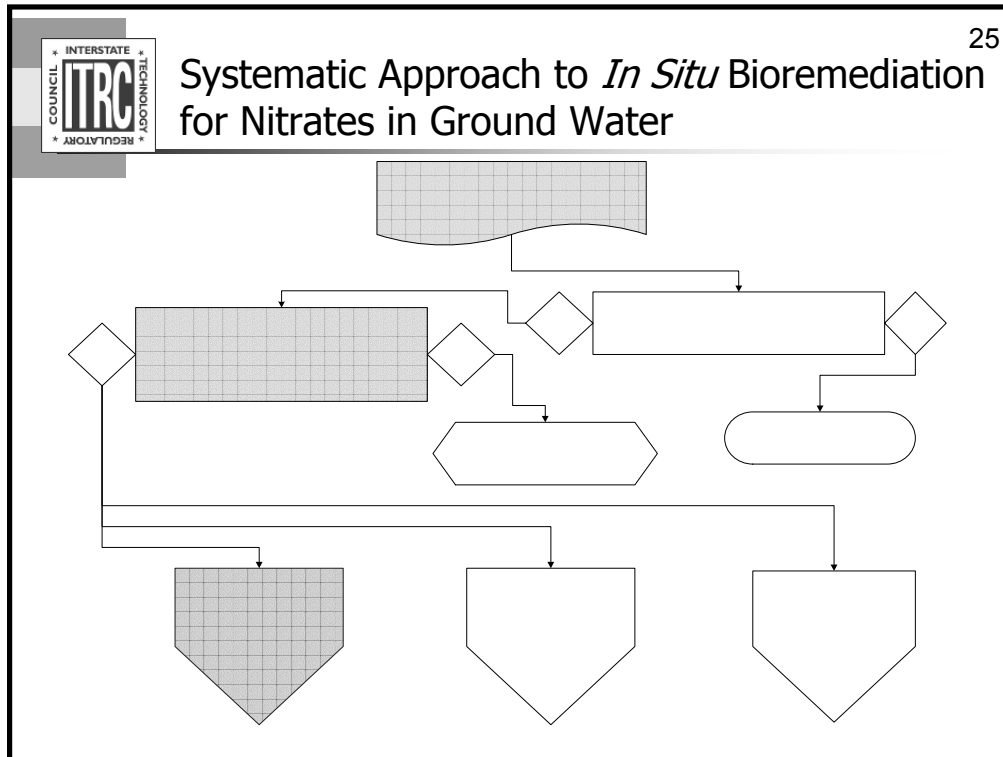 25
INTERSTATE
COUNCIL
ITRC
TECHNOLOGY
REGULATORY
Systematic Approach to In Situ Bioremediation
for Nitrates in Ground Water